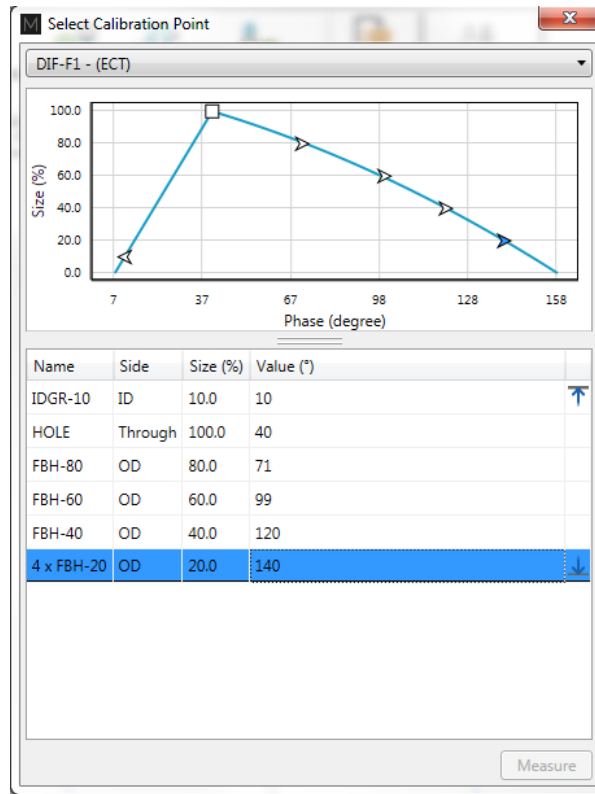 M Select Calibration Point
DIF-F1 - (ECT)
100.0
80.0
60.0
40.0
20.0
0.0
Size (%)
7 37 67 98 128 158
Phase (degree)
Name Side Size (%) Value (°)
IDGR-10 ID 10.0 10
HOLE Through 100.0 40
FBH-80 OD 80.0 71
FBH-60 OD 60.0 99
FBH-40 OD 40.0 120
4 x FBH-20 OD 20.0 140
Measure